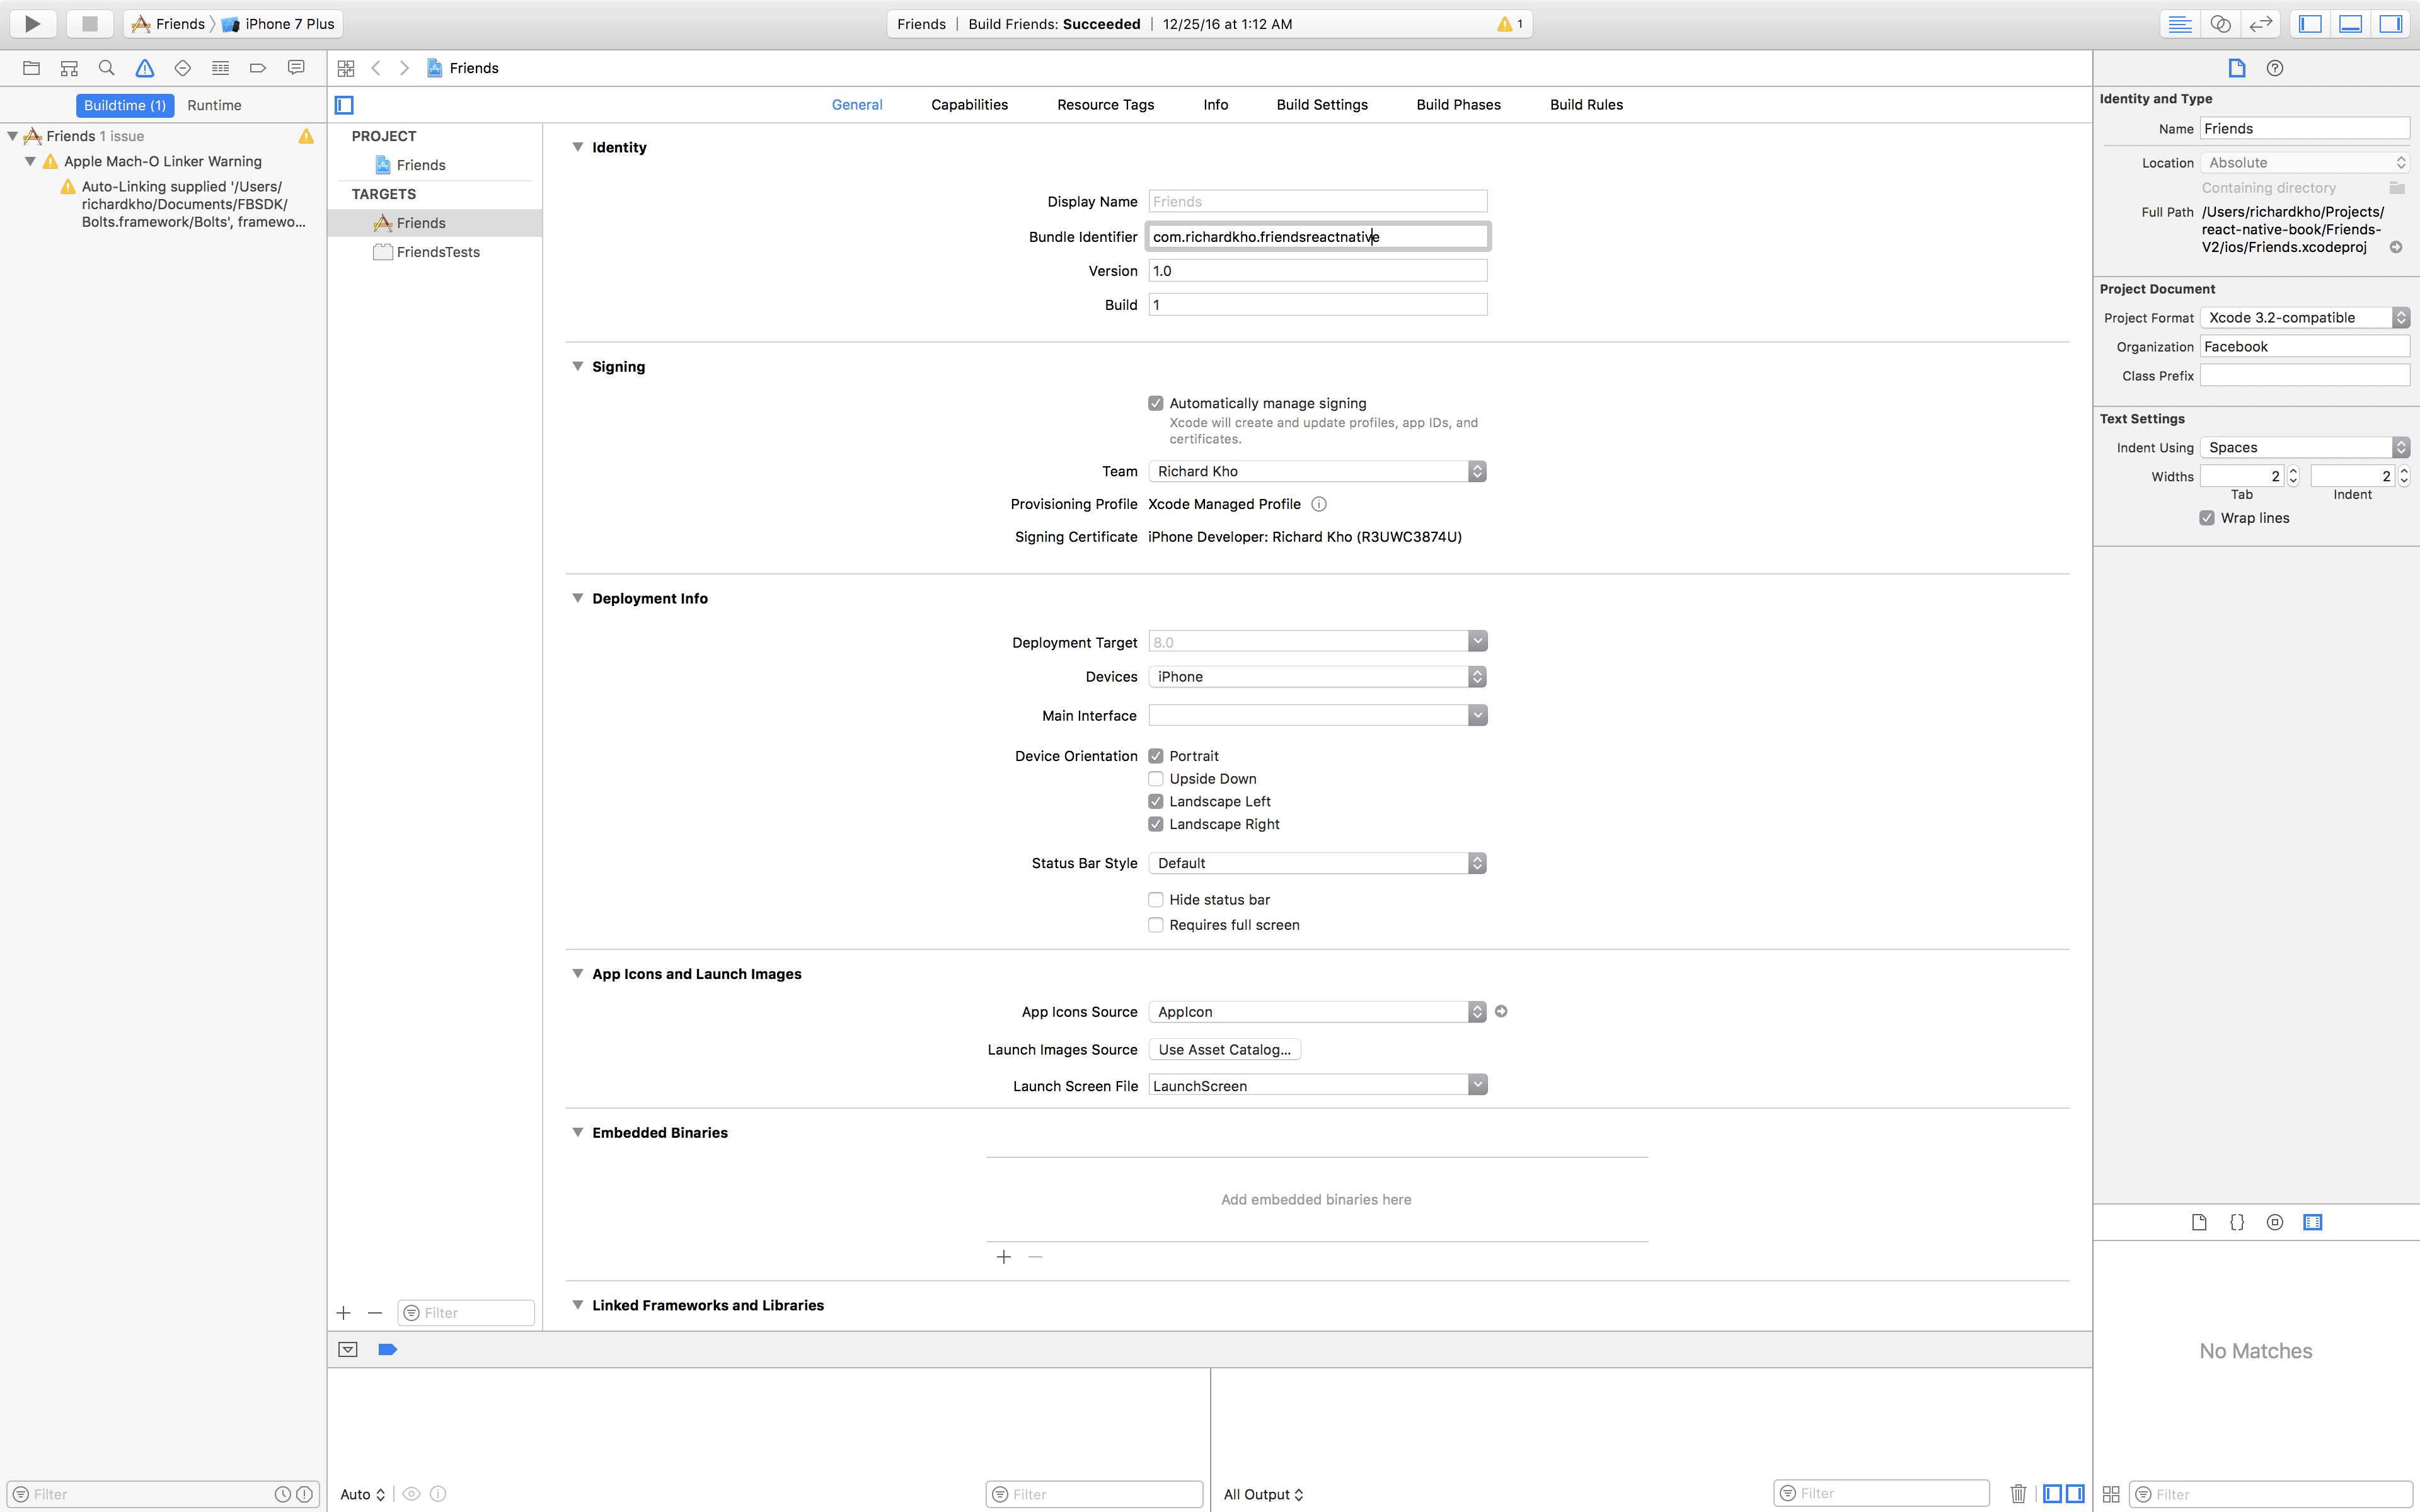 Friends 〉 iPhone 7 Plus
Friends | Build Friends: Succeeded | 12/25/16 at 1:12 AM
1
Friends
Buildtime (1) Runtime
General Capabilities Resource Tags Info Build Settings Build Phases Build Rules
Friends 1 issue
Apple Mach-O Linker Warning
Auto-Linking supplied '/Users/
richardkho/Documents/FBSDK/
Bolts.framework/Bolts', framewo...
Filter
PROJECT
Friends
TARGETS
Friends
FriendsTests
Filter
Identity
Display Name Friends
Bundle Identifier com.richardkho.friendsreactnative
Version 1.0
Build 1
Signing
Automatically manage signing
Xcode will create and update profiles, app IDs, and
certificates.
Team Richard Kho
Provisioning Profile Xcode Managed Profile
Signing Certificate iPhone Developer: Richard Kho (R3UWC3874U)
Deployment Info
Deployment Target 8.0
Devices iPhone
Main Interface
Device Orientation Portrait
Upside Down
Landscape Left
Landscape Right
Status Bar Style Default
Hide status bar
Requires full screen
App Icons and Launch Images
App Icons Source AppIcon
Launch Images Source Use Asset Catalog...
Launch Screen File LaunchScreen
Embedded Binaries
Add embedded binaries here
Linked Frameworks and Libraries
Auto
Filter
All Output
Filter
Identity and Type
Name Friends
Location Absolute
Containing directory
Full Path /Users/richardkho/Projects/
react-native-book/Friends-
V2/ios/Friends.xcodeproj
Project Document
Project Format Xcode 3.2-compatible
Organization Facebook
Class Prefix
Text Settings
Indent Using Spaces
Widths 2 2
Tab Indent
Wrap lines
No Matches
Filter